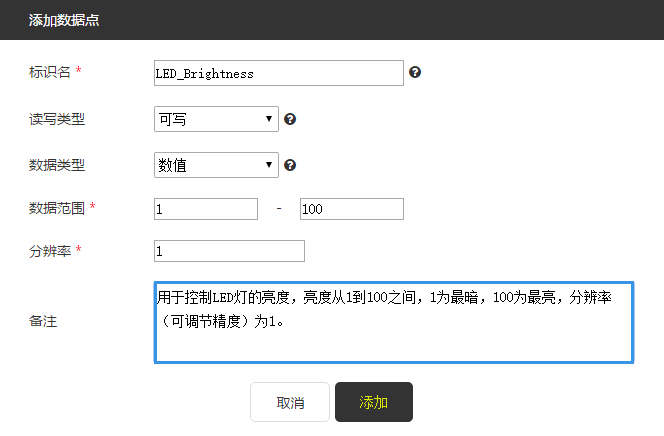 添加数据点
标识名 * LED_Brightness
读写类型 可写
数据类型 数值
数据范围 * 1 - 100
分辨率 * 1
备注
用于控制LED灯的亮度，亮度从1到100之间，1为最暗，100为最亮，分辨率
（可调节精度）为1。
取消 添加